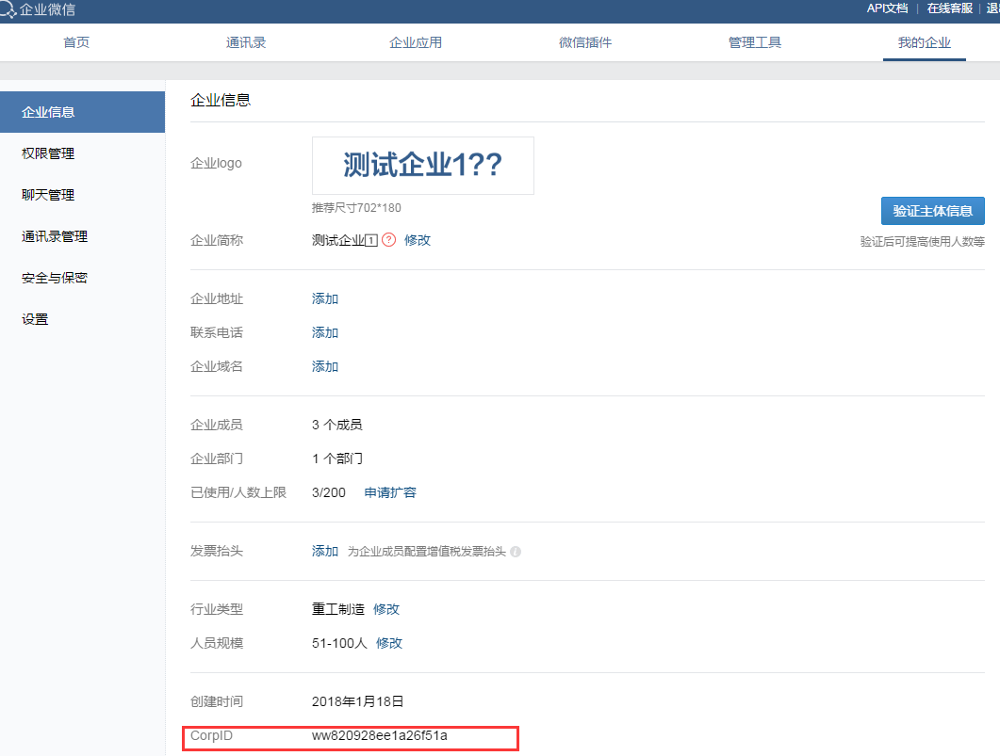 企业微信
API文档 | 在线客服 | 退
首页 通讯录 企业应用 微信插件 管理工具 我的企业
企业信息
权限管理
聊天管理
通讯录管理
安全与保密
设置
企业信息
企业logo 测试企业1??
推荐尺寸702*180
验证主体信息
验证后可提高使用人数等
企业简称 测试企业1? 修改
企业地址 添加
联系电话 添加
企业域名 添加
企业成员 3 个成员
企业部门 1 个部门
已使用/人数上限 3/200 申请扩容
发票抬头 添加 为企业成员配置增值税发票抬头 i
行业类型 重工制造 修改
人员规模 51-100人 修改
创建时间 2018年1月18日
CorpID ww820928ee1a26f51a